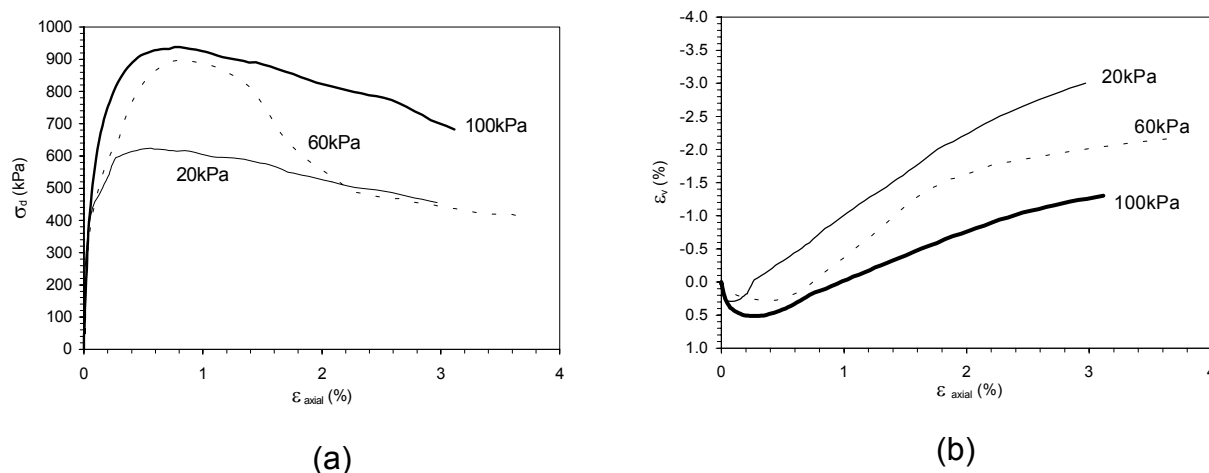 1000
900
800
700
600
500
400
300
200
100
0
σd (kPa)
100kPa
60kPa
20kPa
0 1 2 3 4
ε axial (%)
(a)
-4.0
-3.5
-3.0
-2.5
-2.0
-1.5
-1.0
-0.5
0.0
0.5
1.0
εv (%)
20kPa
60kPa
100kPa
0 1 2 3 4
ε axial (%)
(b)